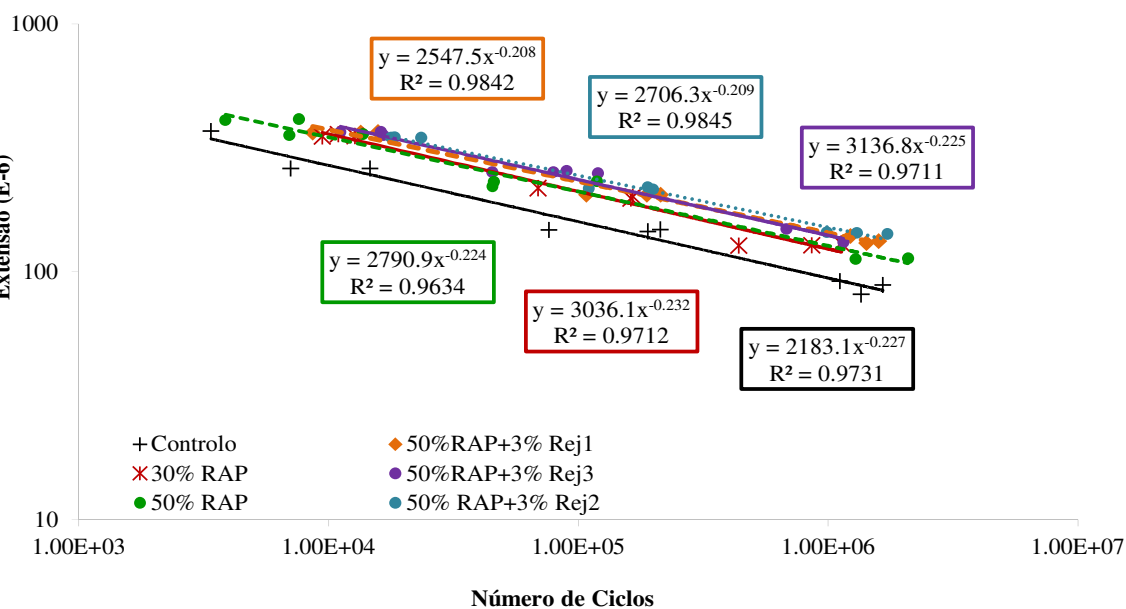 1000
y = 2547.5x-0.208
R² = 0.9842
y = 2706.3x-0.209
R² = 0.9845
y = 3136.8x-0.225
R² = 0.9711
Extensão (E-6)
100
y = 2790.9x-0.224
R² = 0.9634
y = 3036.1x-0.232
R² = 0.9712
y = 2183.1x-0.227
R² = 0.9731
Controlo
50%RAP+3% Rej1
30% RAP
50%RAP+3% Rej3
50% RAP
50% RAP+3% Rej2
10
1.00E+03
1.00E+04
1.00E+05
1.00E+06
1.00E+07
Número de Ciclos